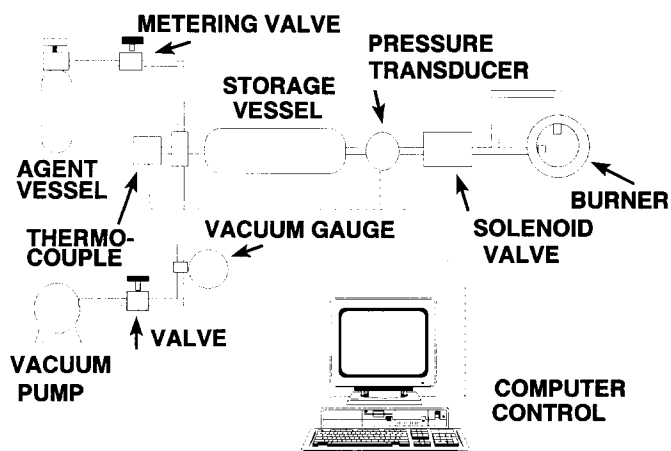 METERING VALVE
PRESSURE
TRANSDUCER
STORAGE
VESSEL
AGENT
VESSEL
BURNER
THERMO-
COUPLE
VACUUM GAUGE
SOLENOID
VALVE
VALVE
VACUUM
PUMP
COMPUTER
CONTROL